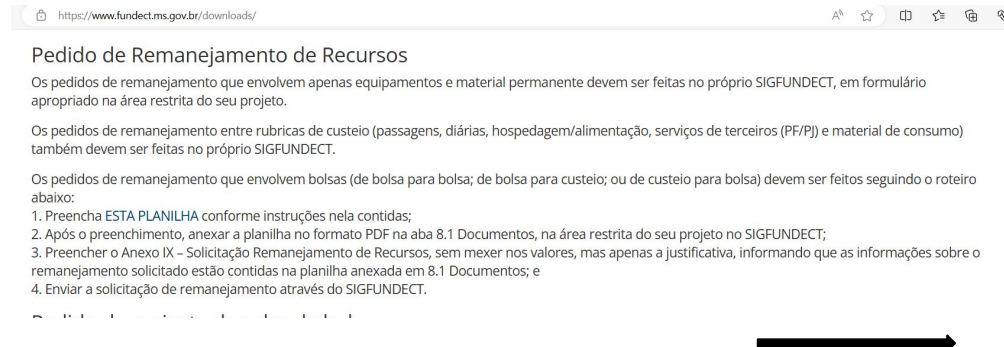 https://www.fundect.ms.gov.br/downloads/
Pedido de Remanejamento de Recursos
Os pedidos de remanejamento que envolvem apenas equipamentos e material permanente devem ser feitas no próprio SIGFUNDECT, em formulário
apropriado na área restrita do seu projeto.
Os pedidos de remanejamento entre rubricas de custeio (passagens, diárias, hospedagem/alimentação, serviços de terceiros (PF/PJ) e material de consumo)
também devem ser feitas no próprio SIGFUNDECT.
Os pedidos de remanejamento que envolvem bolsas (de bolsa para bolsa; de bolsa para custeio; ou de custeio para bolsa) devem ser feitos seguindo o roteiro
abaixo:
1. Preencha ESTA PLANILHA conforme instruções nela contidas;
2. Após o preenchimento, anexar a planilha no formato PDF na aba 8.1 Documentos, na área restrita do seu projeto no SIGFUNDECT;
3. Preencher o Anexo IX – Solicitação Remanejamento de Recursos, sem mexer nos valores, mas apenas a justificativa, informando que as informações sobre o
remanejamento solicitado estão contidas na planilha anexada em 8.1 Documentos; e
4. Enviar a solicitação de remanejamento através do SIGFUNDECT.